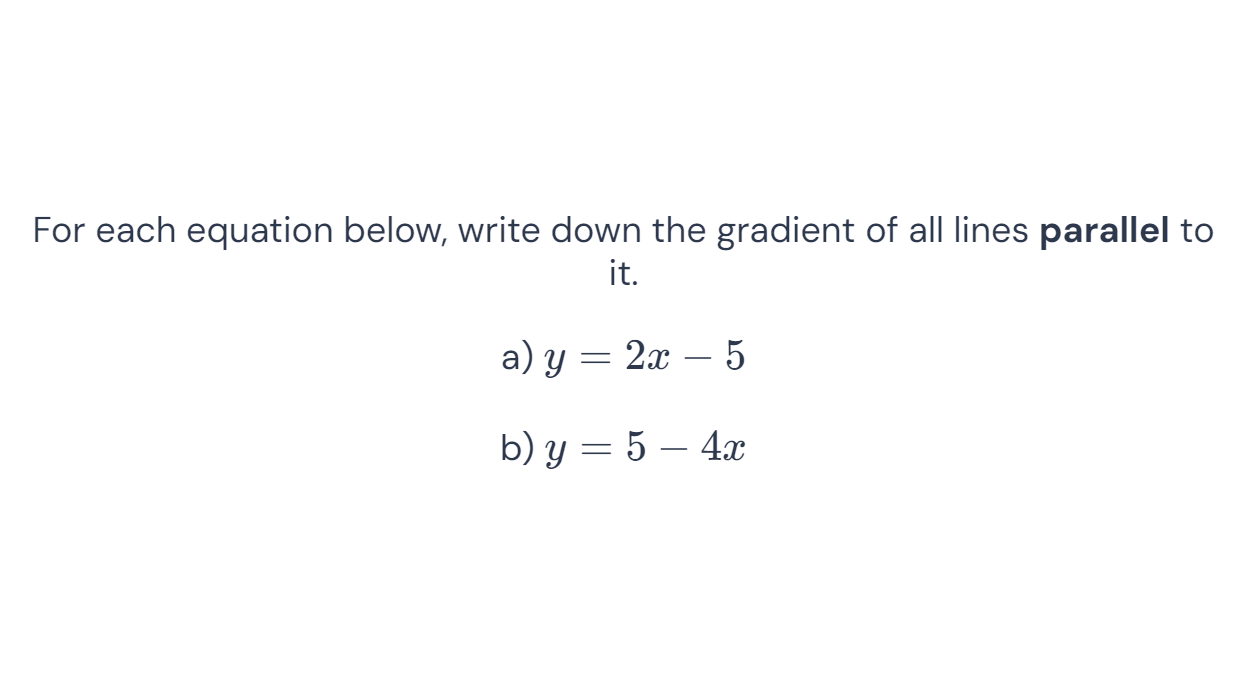 For each equation below, write down the gradient of all lines parallel to
it.
a) y = 2x − 5
b) y = 5 − 4x